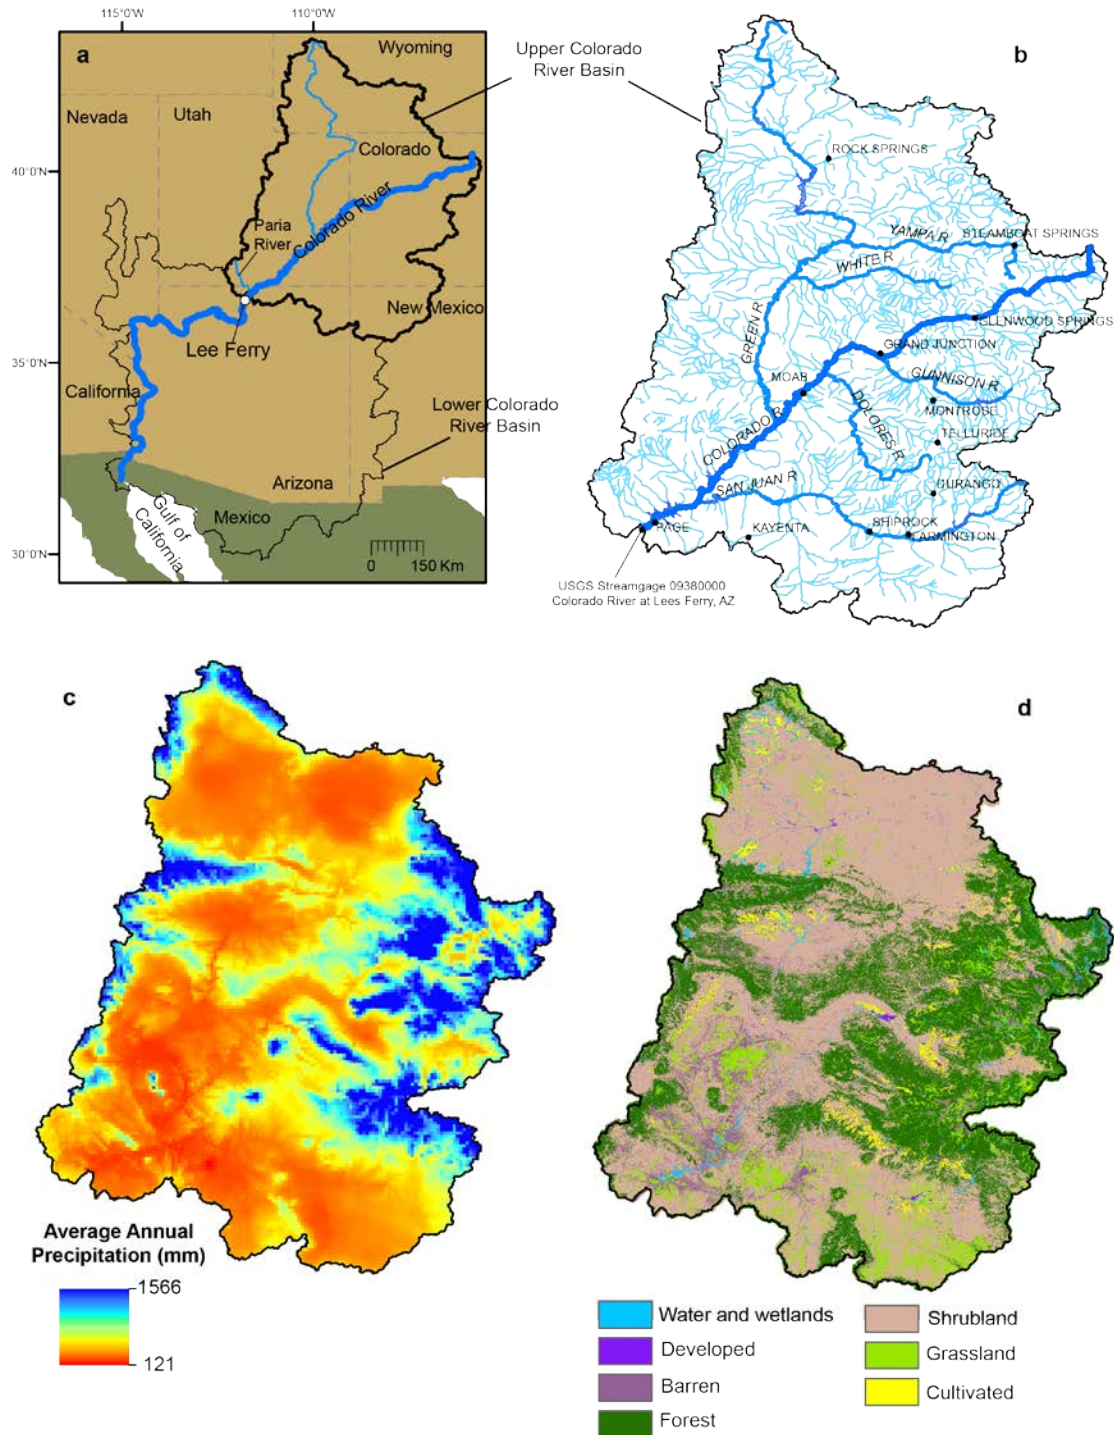 115°0'W
110°0'W
a
Wyoming
Nevada
Utah
Colorado
40°0'N
Paria
River
Colorado River
New Mexico
Lee Ferry
35°0'N
California
Arizona
Mexico
Gulf of
California
0 150 Km
30°0'N
Upper Colorado
River Basin
Lower Colorado
River Basin
b
ROCK SPRINGS
YAMPA R
STEAMBOAT SPRINGS
WHITE R
GREEN R
GLENWOOD SPRINGS
GRAND JUNCTION
MOAB
GUNNISON R
MONTROSE
DOLORES R
TELLURIDE
COLORADO R
SAN JUAN R
DURANGO
PAGE
KAYENTA
SHIPROCK
FARMINGTON
USGS Streamgage 09380000
Colorado River at Lees Ferry, AZ
c
Average Annual
Precipitation (mm)
1566
121
d
Water and wetlands
Developed
Barren
Forest
Shrubland
Grassland
Cultivated